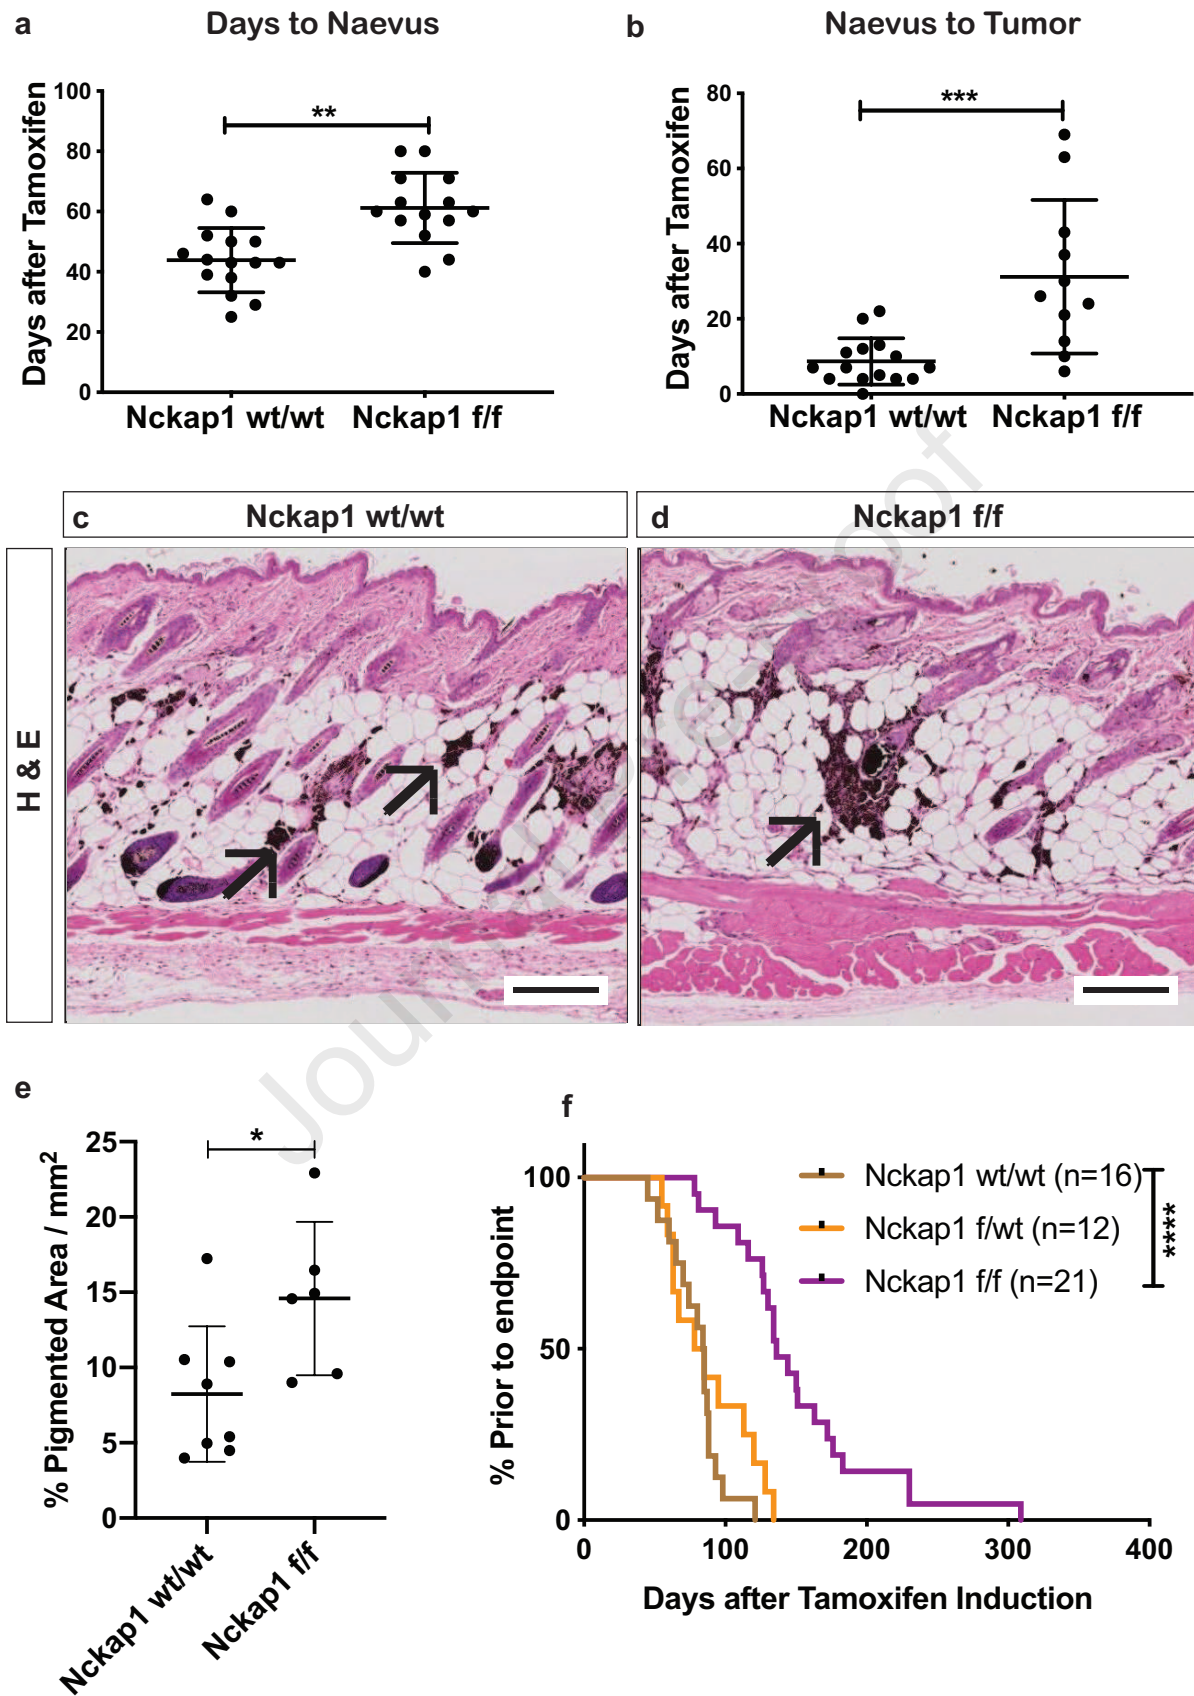 a
Days to Naevus
Days after Tamoxifen
100
80
60
40
20
0
**
Nckap1 wt/wt
Nckap1 f/f
b
Naevus to Tumor
Days after Tamoxifen
80
60
40
20
0
***
Nckap1 wt/wt
Nckap1 f/f
c
Nckap1 wt/wt
d
Nckap1 f/f
H & E
Journal Pre-proof
e
% Pigmented Area / mm²
25
20
15
10
5
0
*
Nckap1 wt/wt
Nckap1 f/f
f
% Prior to endpoint
100
50
0
Nckap1 wt/wt (n=16)
Nckap1 f/wt (n=12)
Nckap1 f/f (n=21)
****
0
100
200
300
400
Days after Tamoxifen Induction